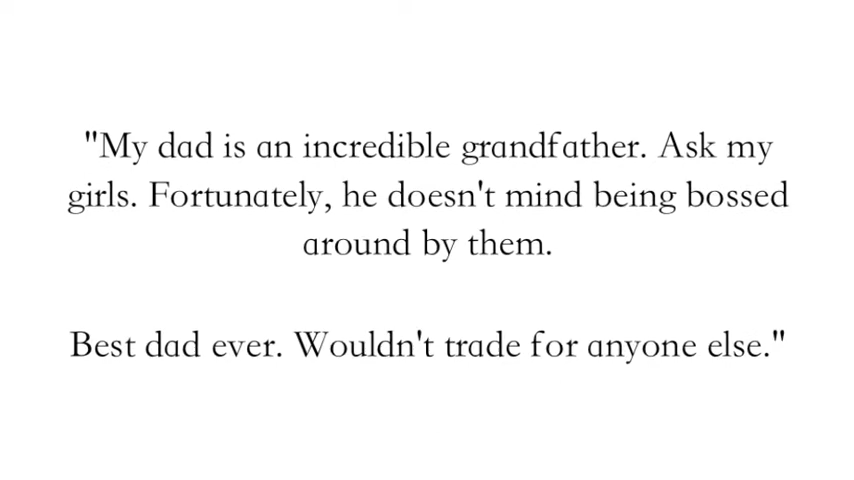 "My dad is an incredible grandfather. Ask my
girls. Fortunately, he doesn't mind being bossed
around by them.
Best dad ever. Wouldn't trade for anyone else."